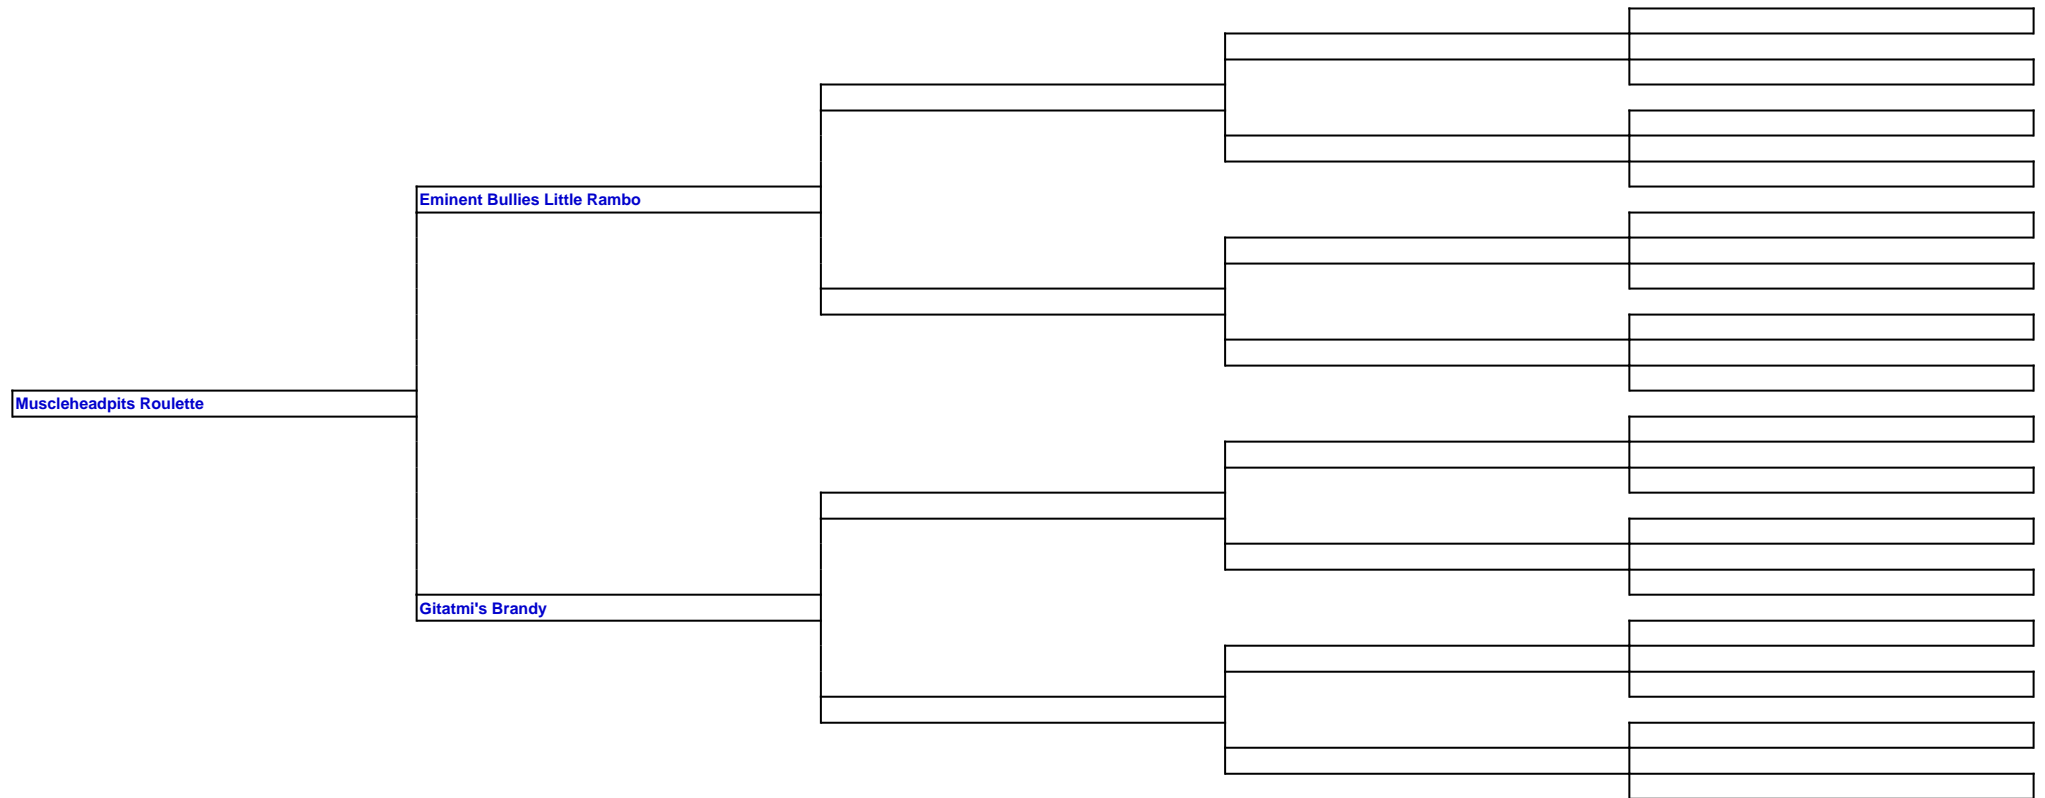 Eminent Bullies Little Rambo
Muscleheadpits Roulette
Gitatmi's Brandy